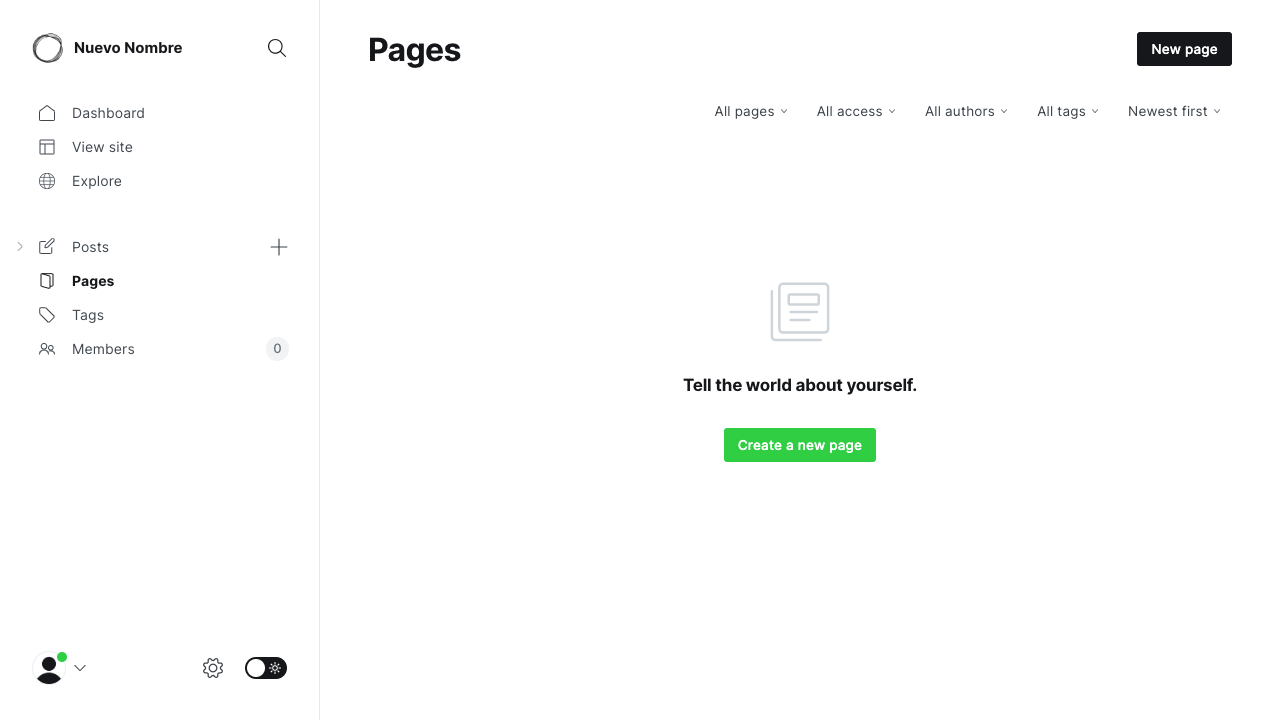 Nuevo Nombre
Dashboard
View site
Explore
Posts
Pages
Tags
Members
0
Pages
New page
All pages
All access
All authors
All tags
Newest first
Tell the world about yourself.
Create a new page